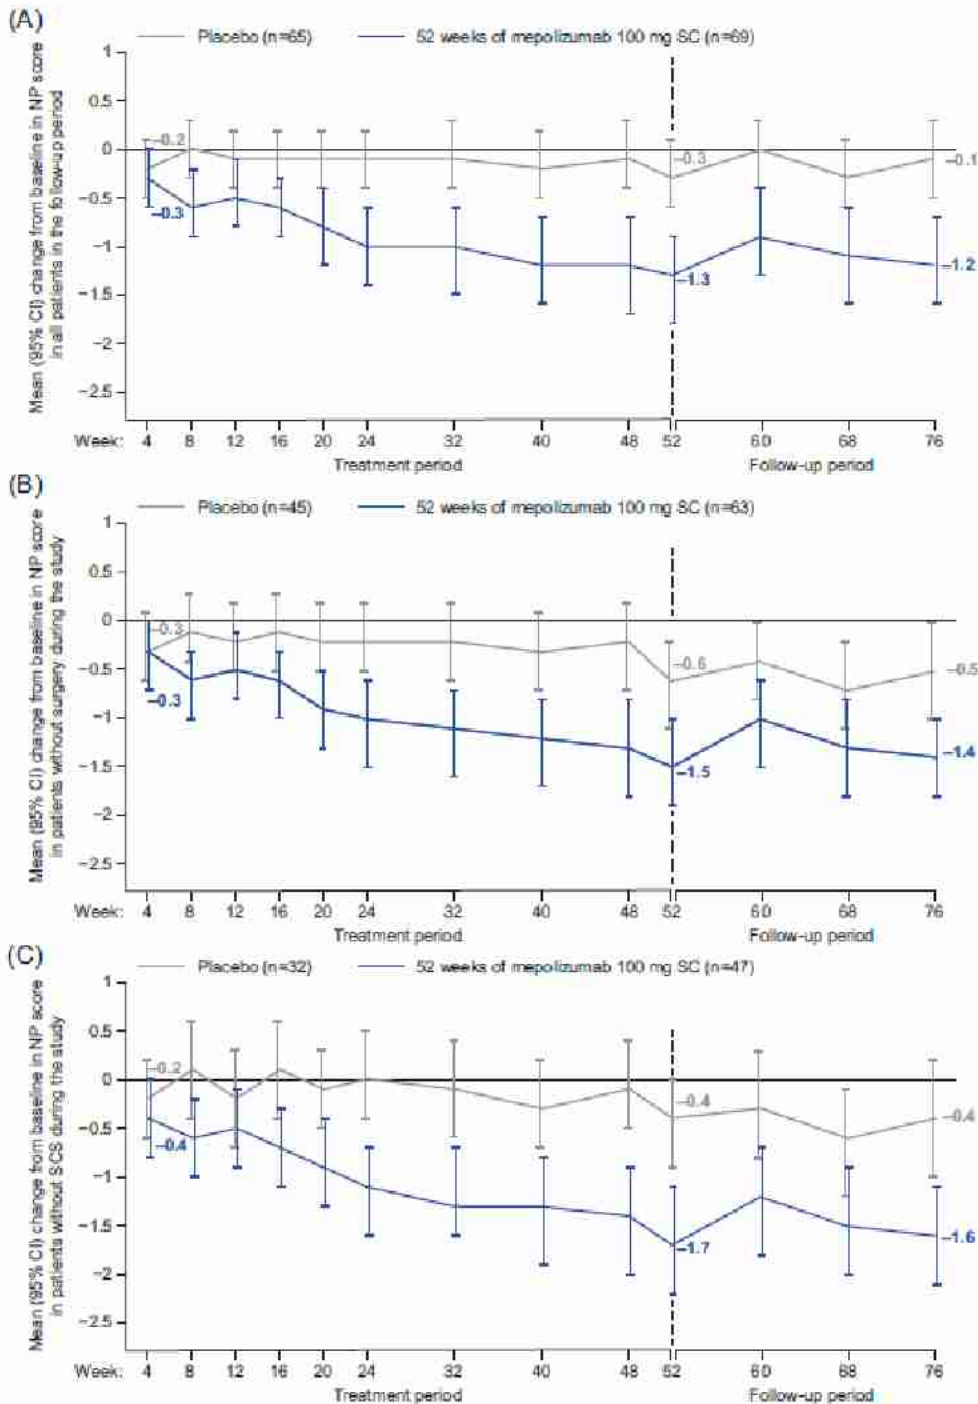 (A)
Placebo (n=65) 52 weeks of mepolizumab 100 mg SC (n=69)
Mean (95% CI) change from baseline in NP score
in all patients in the follow-up period
1
0.5
0
−0.5
−1
−1.5
−2
−2.5
−0.2
−0.3
−0.3
−1.3
−0.1
−1.2
Week: 4 8 12 16 20 24 32 40 48 52 60 68 76
Treatment period Follow-up period
(B)
Placebo (n=45) 52 weeks of mepolizumab 100 mg SC (n=63)
Mean (95% CI) change from baseline in NP score
in patients without surgery during the study
1
0.5
0
−0.5
−1
−1.5
−2
−2.5
−0.3
−0.3
−0.6
−1.5
−0.5
−1.4
Week: 4 8 12 16 20 24 32 40 48 52 60 68 76
Treatment period Follow-up period
(C)
Placebo (n=32) 52 weeks of mepolizumab 100 mg SC (n=47)
Mean (95% CI) change from baseline in NP score
in patients without SCS during the study
1
0.5
0
−0.5
−1
−1.5
−2
−2.5
−0.2
−0.4
−0.4
−1.7
−0.4
−1.6
Week: 4 8 12 16 20 24 32 40 48 52 60 68 76
Treatment period Follow-up period